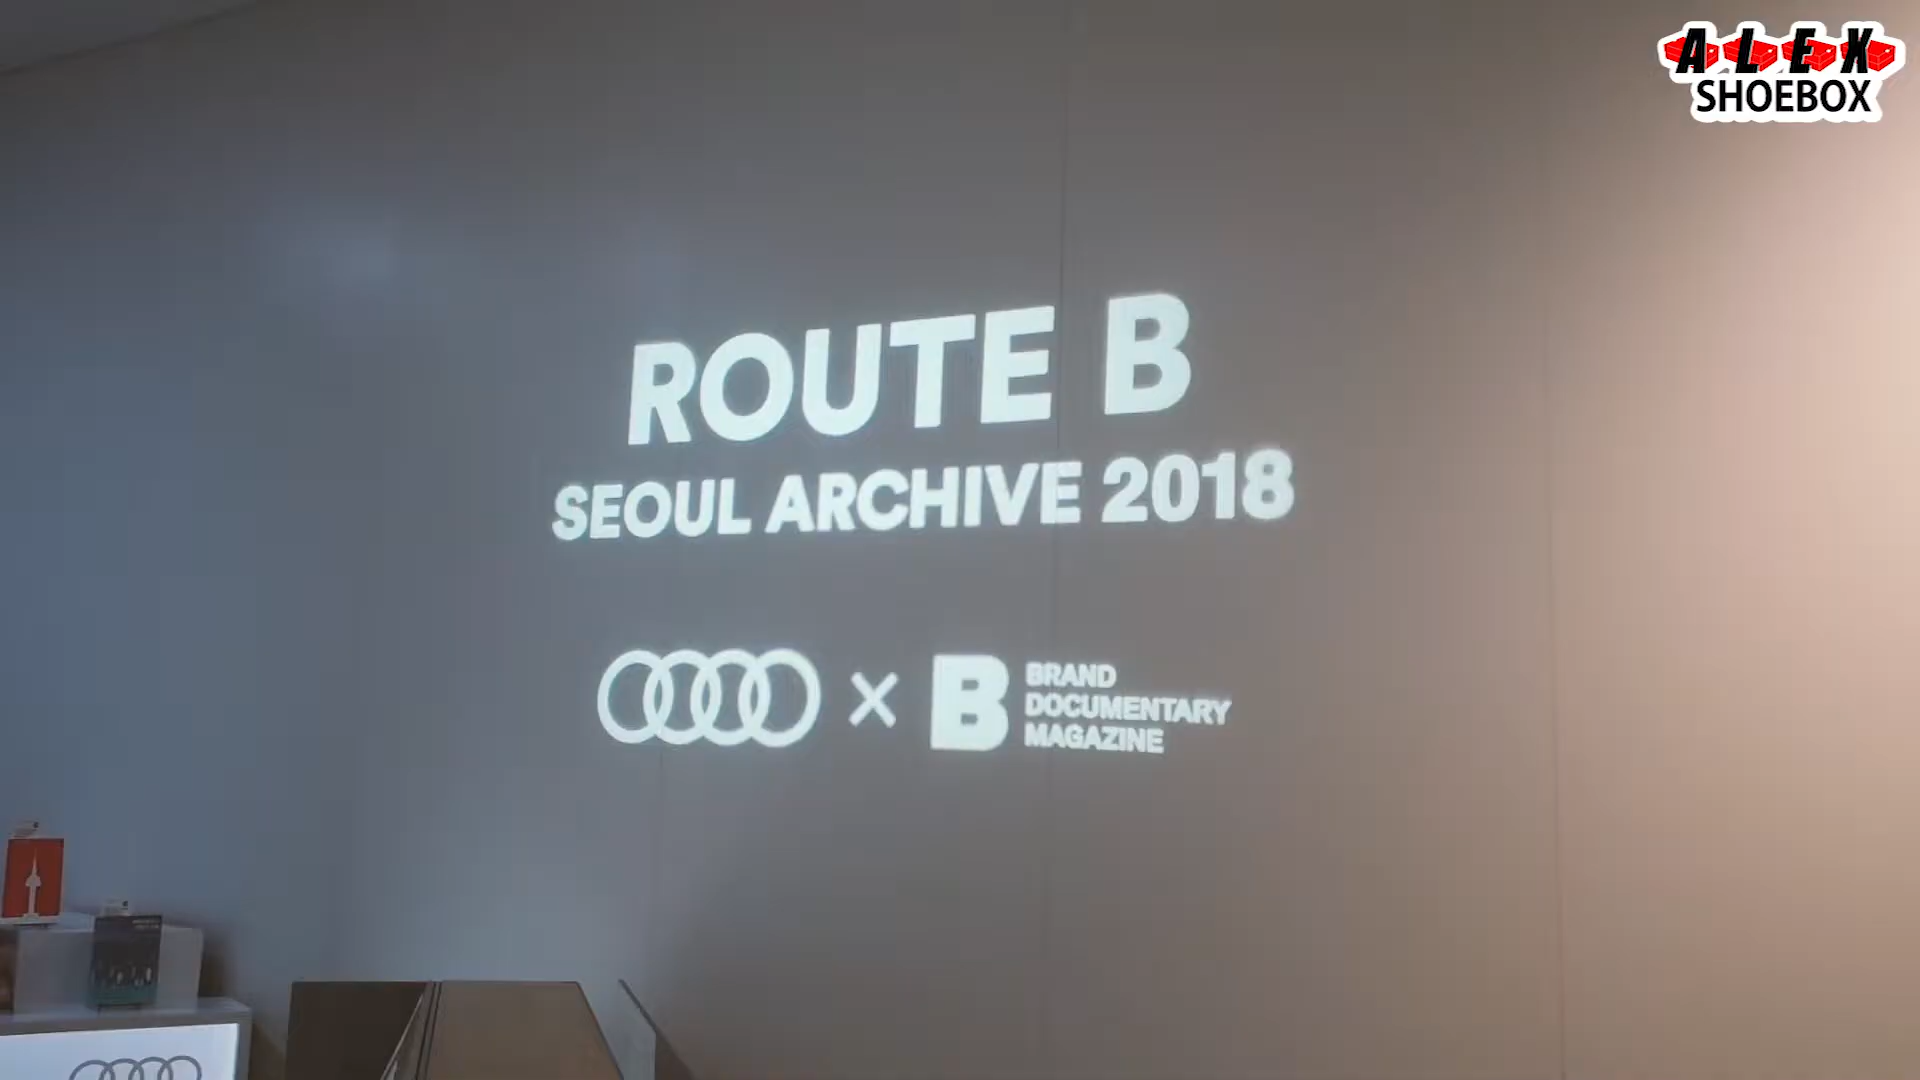 ALEX
SHOEBOX
ROUTE B
SEOUL ARCHIVE 2018
× B BRAND
DOCUMENTARY
MAGAZINE